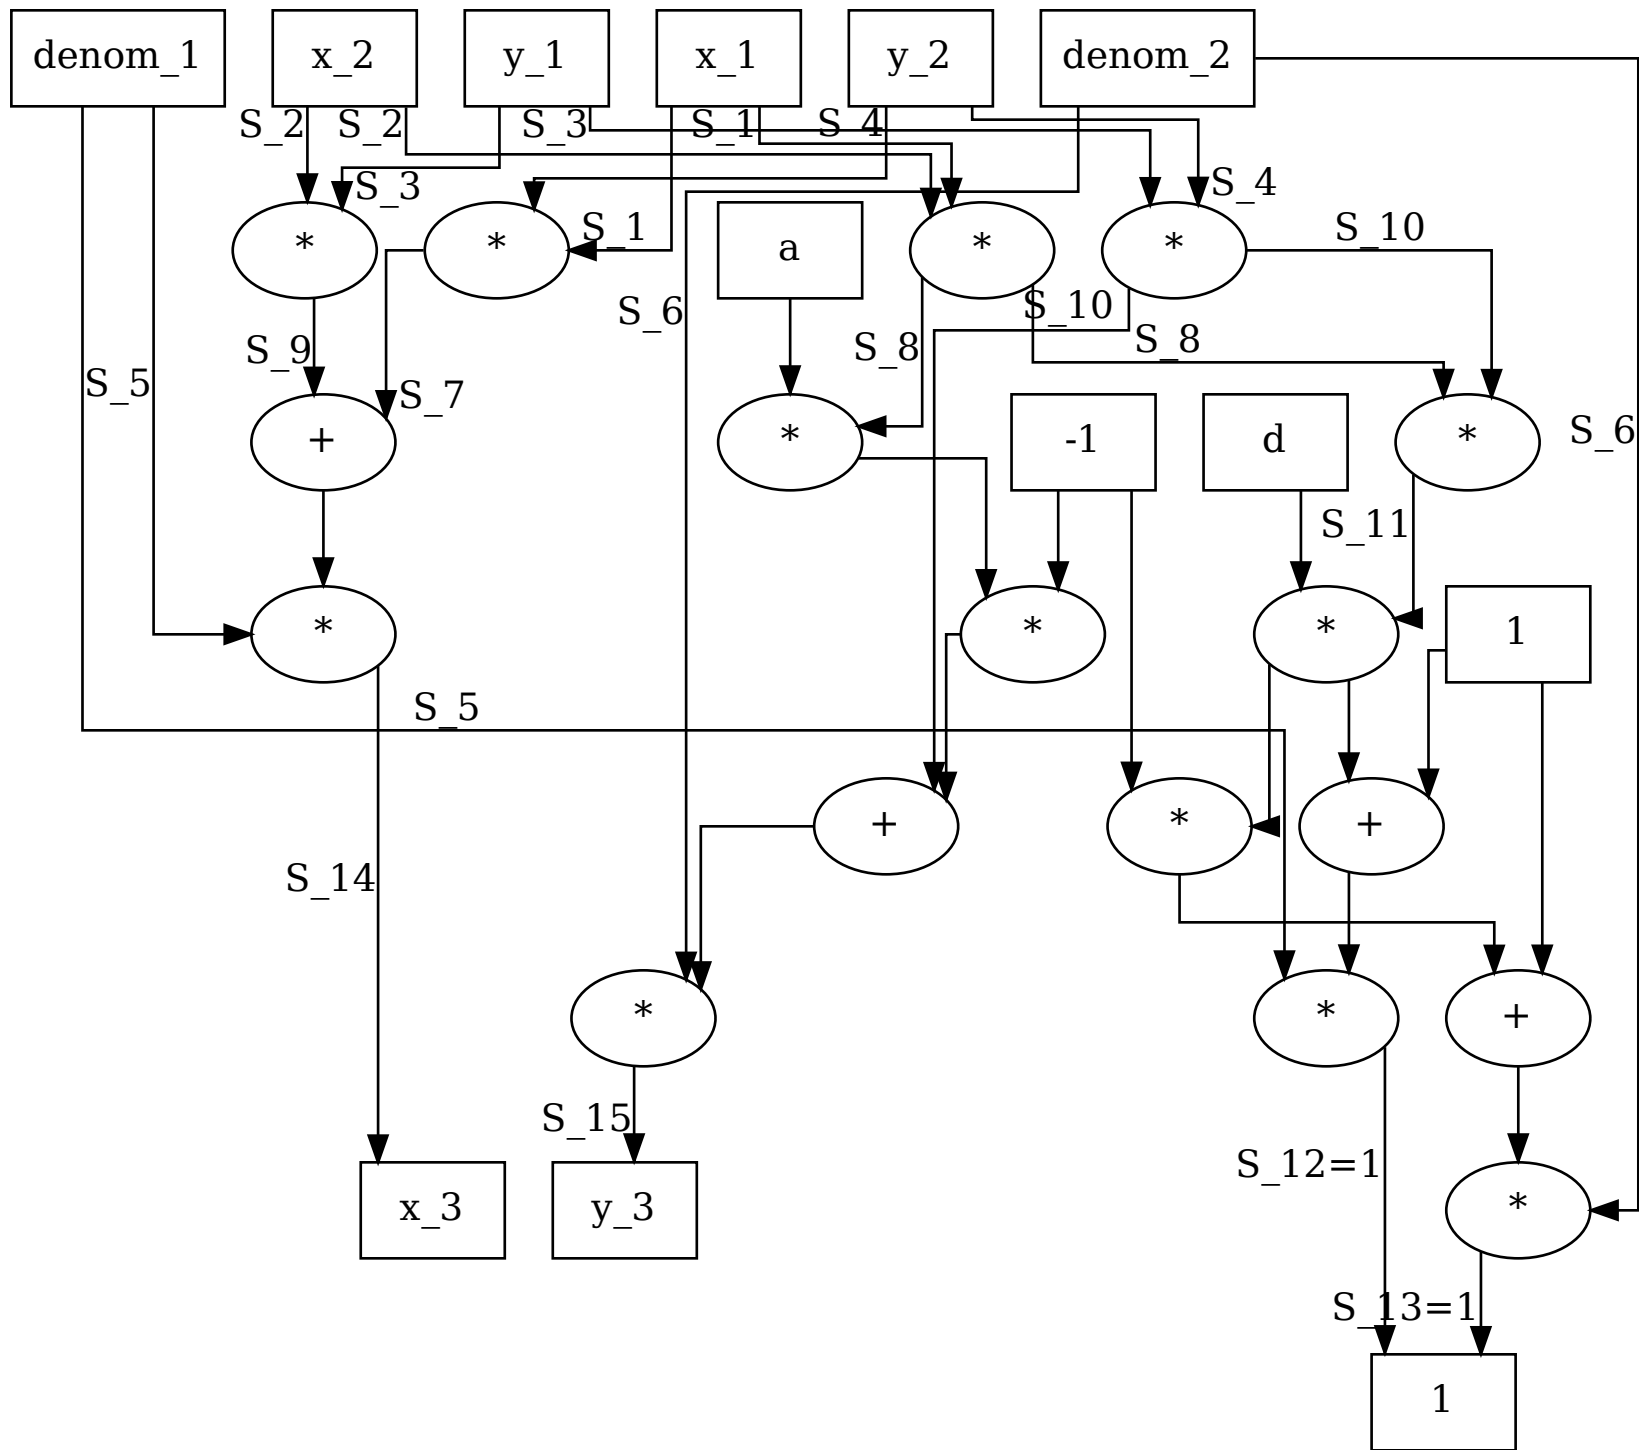 denom_1 x_2 y_1 x_1 y_2 denom_2
S_2 S_2 S_3 S_1 S_4
S_3 S_4
* * S_1 a * * S_10
S_6 S_10
S_9 S_8 S_8
S_5 S_7
+ * -1 d * S_6
S_11
* * * 1
S_5
+ * +
S_14
* * +
S_15
S_12=1
x_3 y_3 *
S_13=1
1